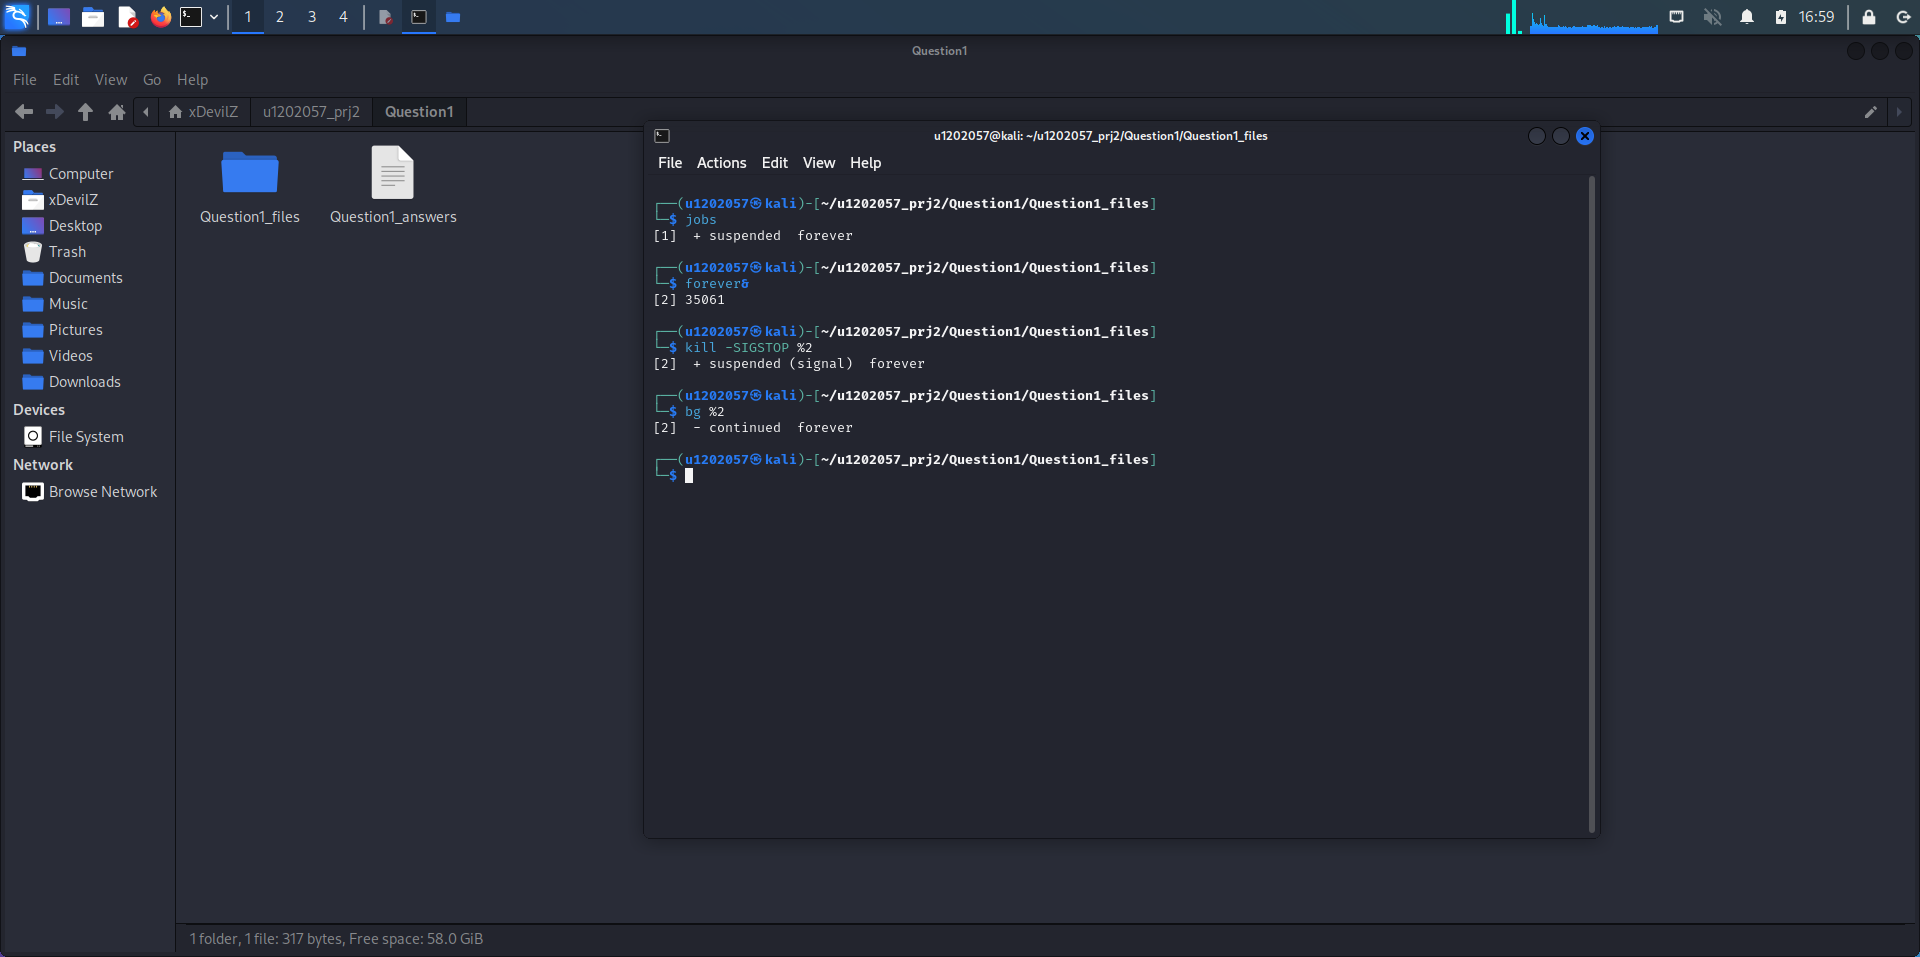 1 2 3 4 16:59
Question1
File Edit View Go Help
xDevilZ u1202057_prj2 Question1
Places
Computer
xDevilZ
Desktop
Trash
Documents
Music
Pictures
Videos
Downloads
Devices
File System
Network
Browse Network
Question1_files Question1_answers
u1202057@kali: ~/u1202057_prj2/Question1/Question1_files
File Actions Edit View Help
┌──(u1202057㉿kali)-[~/u1202057_prj2/Question1/Question1_files]
└─$ jobs
[1]  + suspended  forever
┌──(u1202057㉿kali)-[~/u1202057_prj2/Question1/Question1_files]
└─$ forever&
[2] 35061
┌──(u1202057㉿kali)-[~/u1202057_prj2/Question1/Question1_files]
└─$ kill -SIGSTOP %2
[2]  + suspended (signal)  forever
┌──(u1202057㉿kali)-[~/u1202057_prj2/Question1/Question1_files]
└─$ bg %2
[2]  - continued  forever
┌──(u1202057㉿kali)-[~/u1202057_prj2/Question1/Question1_files]
└─$
1 folder, 1 file: 317 bytes, Free space: 58.0 GiB